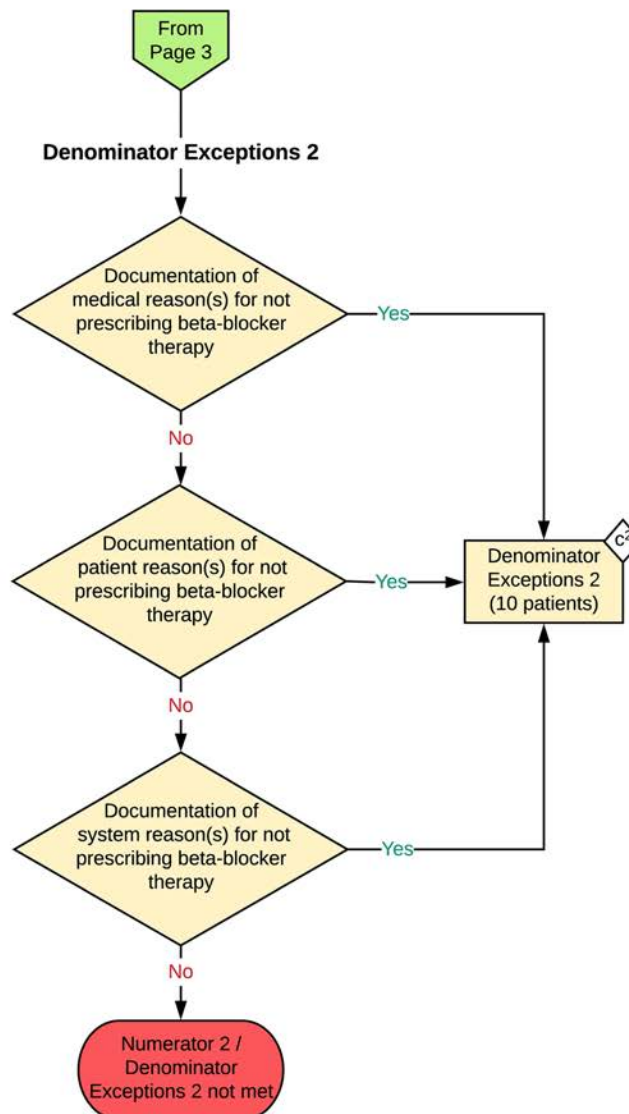 From
Page 3
Denominator Exceptions 2
Documentation of
medical reason(s) for not
prescribing beta-blocker
therapy
Yes
No
Documentation of
patient reason(s) for not
prescribing beta-blocker
therapy
Yes
c²
Denominator
Exceptions 2
(10 patients)
No
Documentation of
system reason(s) for not
prescribing beta-blocker
therapy
Yes
No
Numerator 2 /
Denominator
Exceptions 2 not met